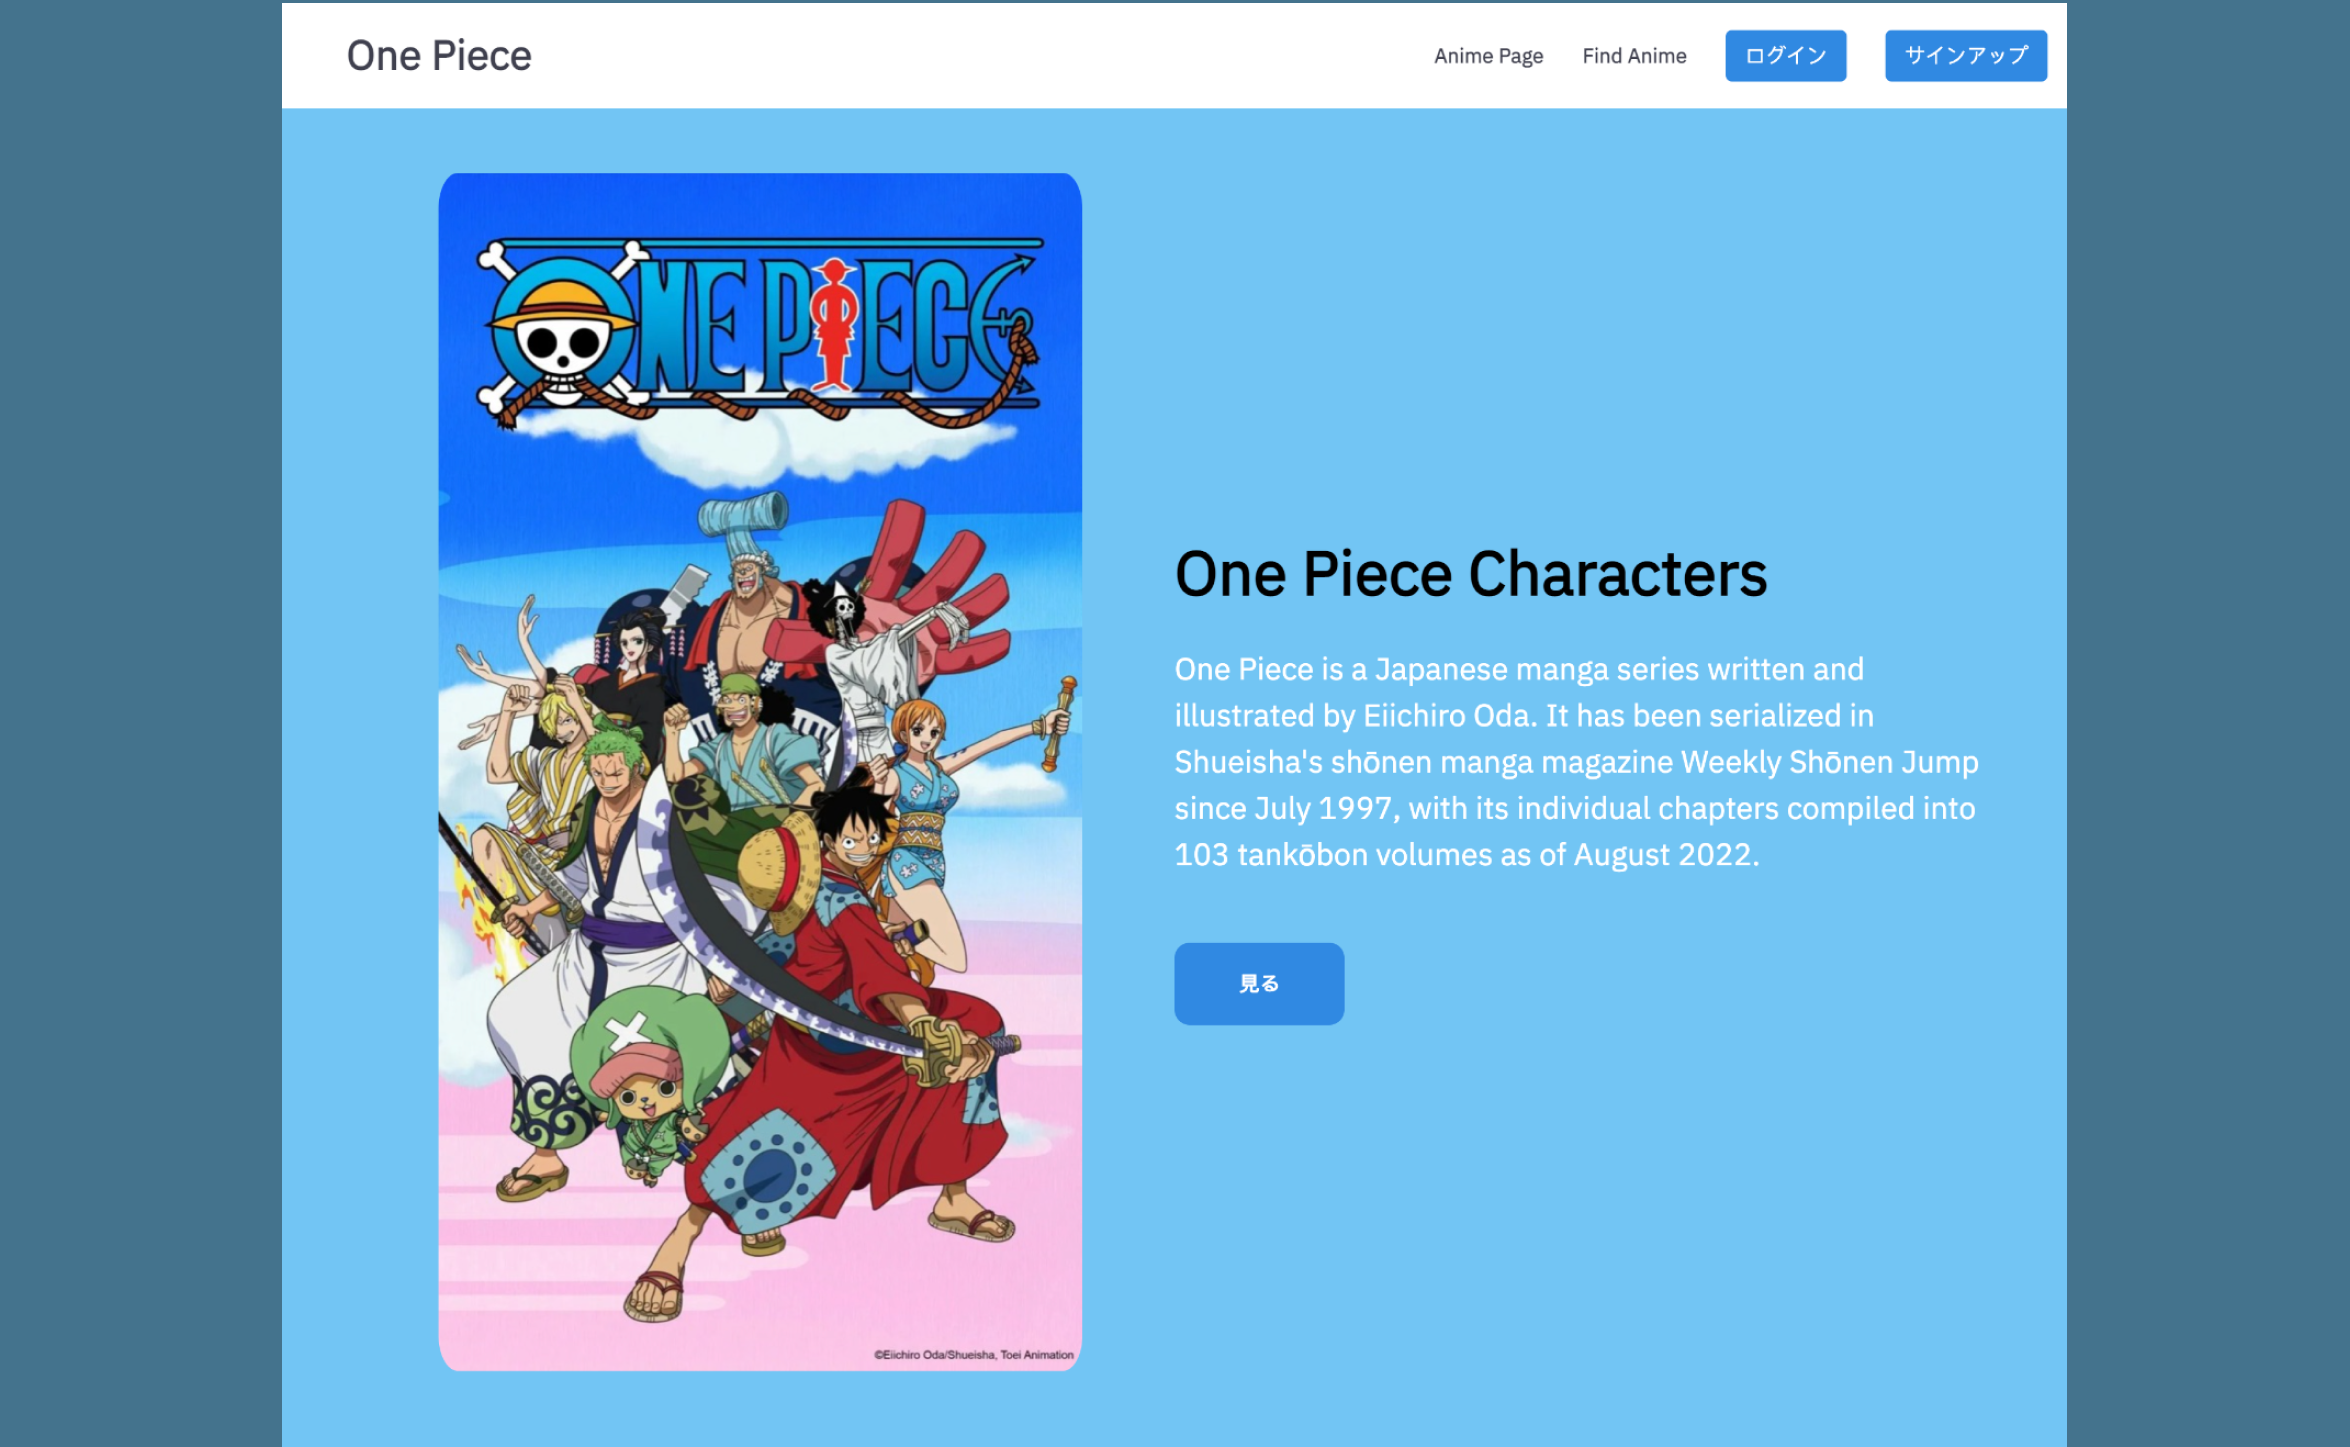 One Piece
Anime Page
Find Anime
ログイン
サインアップ
ONE PIECE
©Eiichiro Oda/Shueisha, Toei Animation
One Piece Characters
One Piece is a Japanese manga series written and
illustrated by Eiichiro Oda. It has been serialized in
Shueisha's shōnen manga magazine Weekly Shōnen Jump
since July 1997, with its individual chapters compiled into
103 tankōbon volumes as of August 2022.
見る